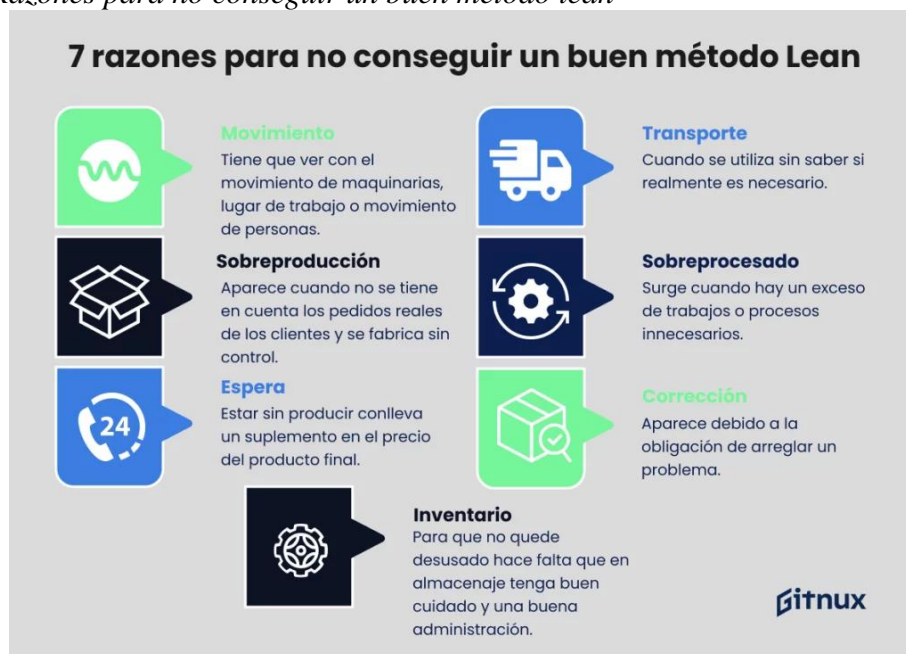 Razones para no conseguir un buen método lean
7 razones para no conseguir un buen método Lean
Movimiento
Tiene que ver con el
movimiento de maquinarias,
lugar de trabajo o movimiento
de personas.
Transporte
Cuando se utiliza sin saber si
realmente es necesario.
Sobreproducción
Aparece cuando no se tiene
en cuenta los pedidos reales
de los clientes y se fabrica sin
control.
Sobreprocesado
Surge cuando hay un exceso
de trabajos o procesos
innecesarios.
Espera
Estar sin producir conlleva
un suplemento en el precio
del producto final.
24
Corrección
Aparece debido a la
obligación de arreglar un
problema.
Inventario
Para que no quede
desusado hace falta que en
almacenaje tenga buen
cuidado y una buena
administración.
Gitnux